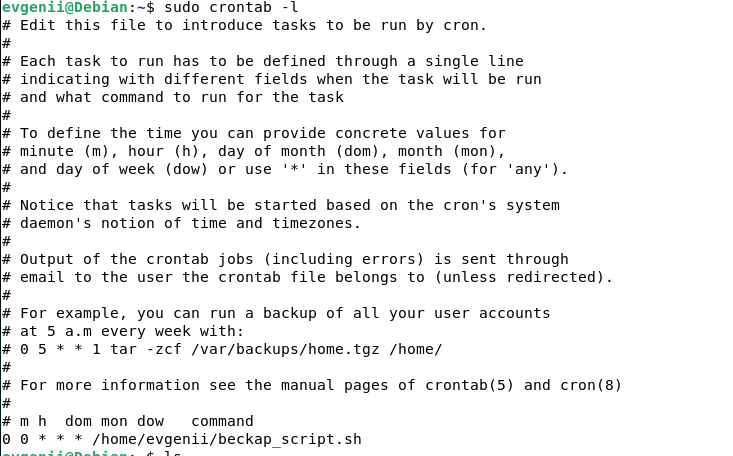 evgenii@Debian:~$ sudo crontab -l
# Edit this file to introduce tasks to be run by cron.
#
# Each task to run has to be defined through a single line
# indicating with different fields when the task will be run
# and what command to run for the task
#
# To define the time you can provide concrete values for
# minute (m), hour (h), day of month (dom), month (mon),
# and day of week (dow) or use '*' in these fields (for 'any').
#
# Notice that tasks will be started based on the cron's system
# daemon's notion of time and timezones.
#
# Output of the crontab jobs (including errors) is sent through
# email to the user the crontab file belongs to (unless redirected).
#
# For example, you can run a backup of all your user accounts
# at 5 a.m every week with:
# 0 5 * * 1 tar -zcf /var/backups/home.tgz /home/
#
# For more information see the manual pages of crontab(5) and cron(8)
#
# m h  dom mon dow   command
0 0 * * * /home/evgenii/beckap_script.sh
evgenii@Debian:~$ ls